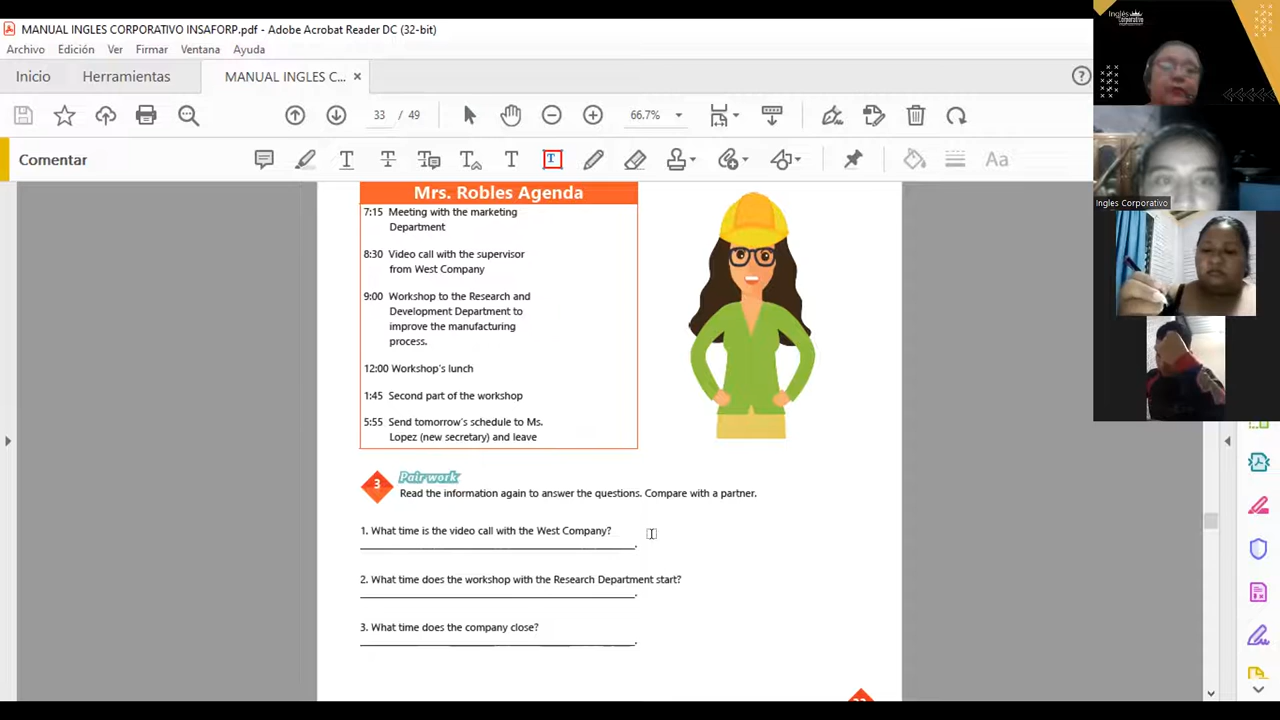 MANUAL INGLES CORPORATIVO INSAFORP.pdf - Adobe Acrobat Reader DC (32-bit)
Archivo Edición Ver Firmar Ventana Ayuda
Inicio Herramientas MANUAL INGLES C... ×
33 / 49 66.7%
Comentar
Mrs. Robles Agenda
7:15 Meeting with the marketing
Department
8:30 Video call with the supervisor
from West Company
9:00 Workshop to the Research and
Development Department to
improve the manufacturing
process.
12:00 Workshop's lunch
1:45 Second part of the workshop
5:55 Send tomorrow's schedule to Ms.
Lopez (new secretary) and leave
3
Pair work
Read the information again to answer the questions. Compare with a partner.
1. What time is the video call with the West Company?
2. What time does the workshop with the Research Department start?
3. What time does the company close?
Inglés
Corporativo
Ingles Corporativo